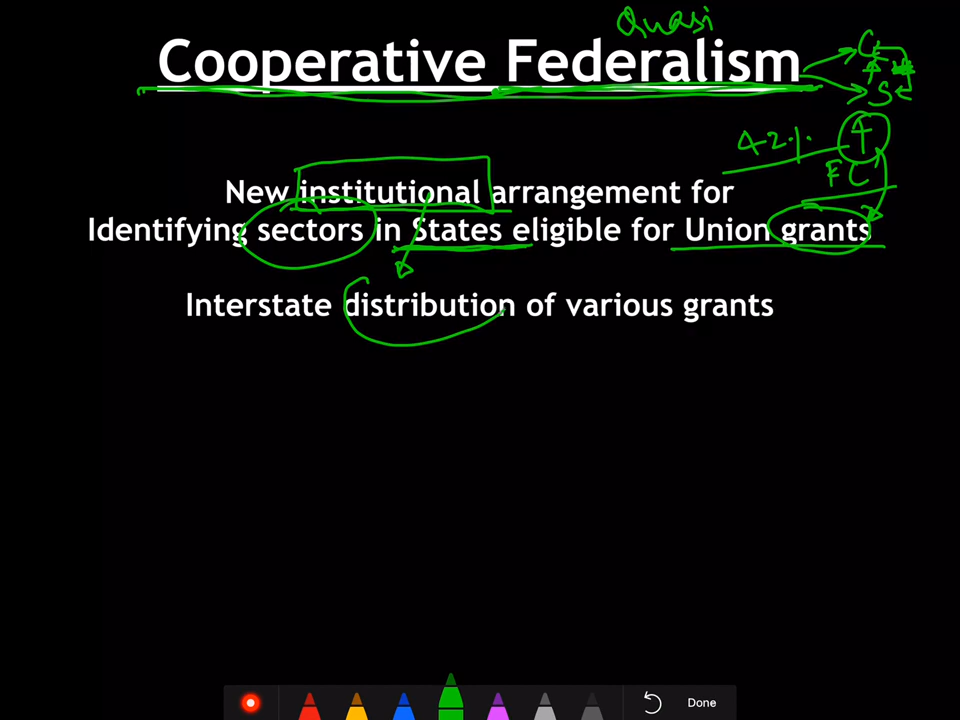 Quasi
Cooperative Federalism
C
S
42%
FC
New institutional arrangement for
Identifying sectors in States eligible for Union grants
Interstate distribution of various grants
Done